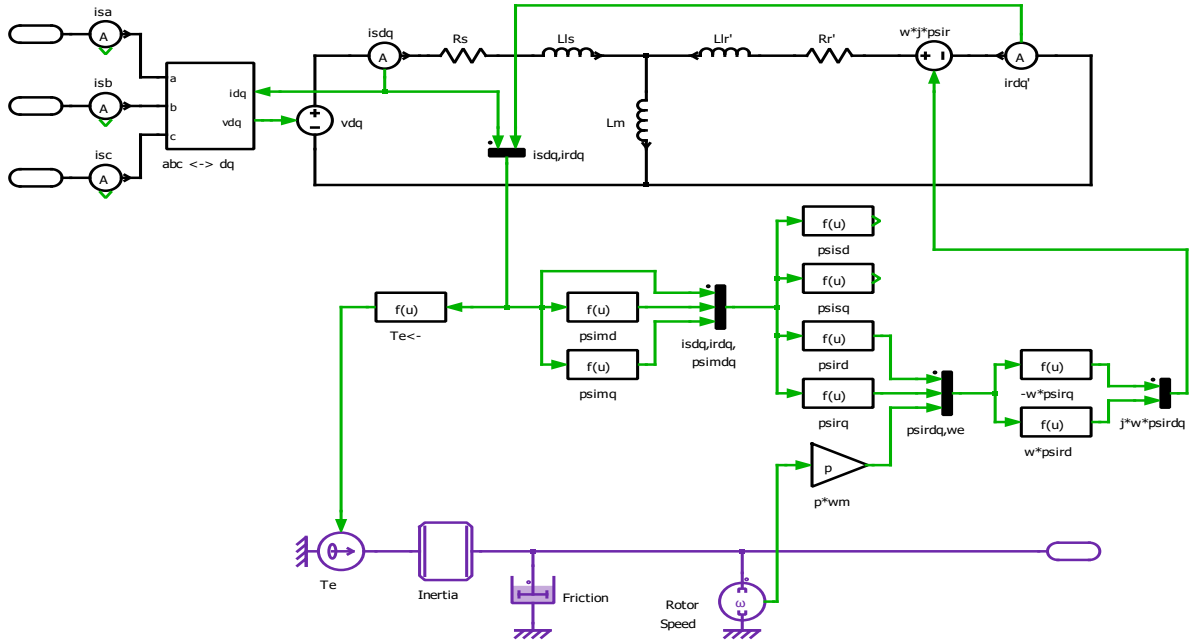 isa
A
isb
A
isc
A
a
b
c
idq
vdq
abc <-> dq
isdq
A
Rs
Lls
Llr'
Rr'
w*j*psir
A
irdq'
vdq
Lm
isdq,irdq
f(u)
psisd
f(u)
psisq
f(u)
Te<-
f(u)
psimd
f(u)
psimq
isdq,irdq,
psimdq
f(u)
psird
f(u)
psirq
psirdq,we
f(u)
-w*psirq
f(u)
w*psird
j*w*psirdq
p
p*wm
Te
Inertia
Friction
Rotor
Speed
ω